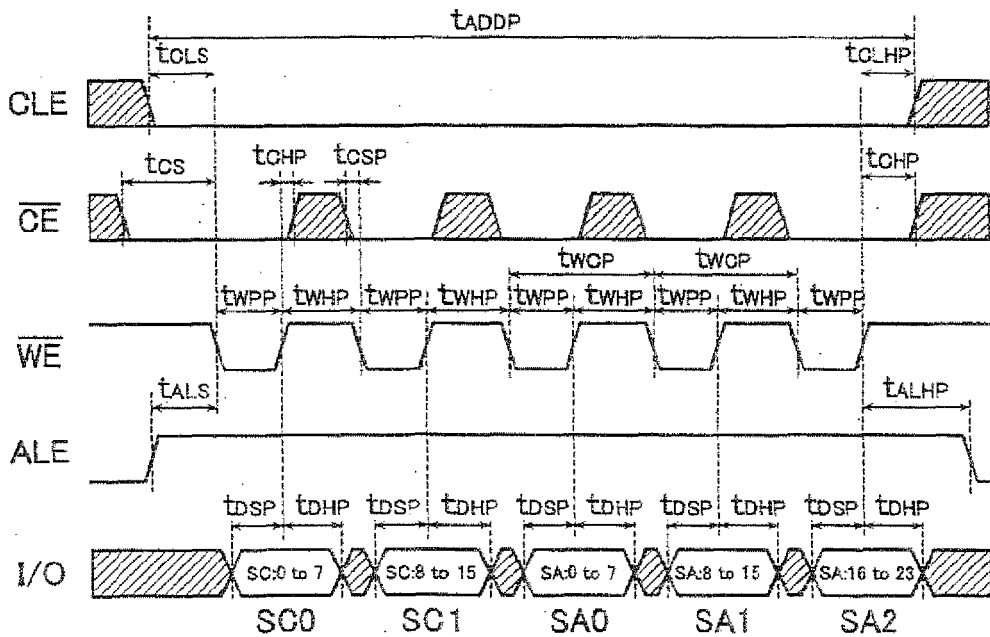 tADDP
tCLS tCLHP
CLE
tCS tCHP tCSP tCHP
CE
tWCP tWCP
tWPP tWHP tWPP tWHP tWPP tWHP tWPP tWHP tWPP
WE
tALS tALHP
ALE
tDSP tDHP tDSP tDHP tDSP tDHP tDSP tDHP tDSP tDHP
I/O SC:0 to 7 SC:8 to 15 SA:0 to 7 SA:8 to 15 SA:16 to 23
SC0 SC1 SA0 SA1 SA2